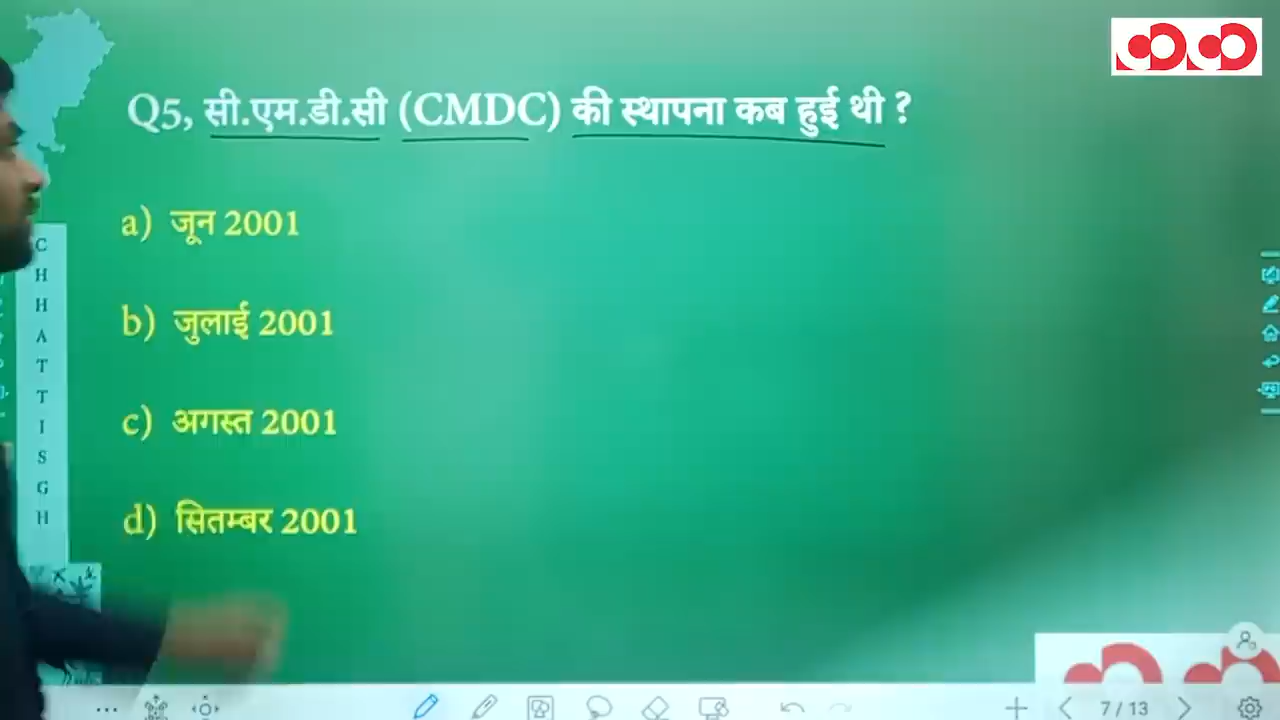 Q5, सी.एम.डी.सी (CMDC) की स्थापना कब हुई थी ?
a) जून 2001
b) जुलाई 2001
c) अगस्त 2001
d) सितम्बर 2001
CHHATTISGH
7 / 13